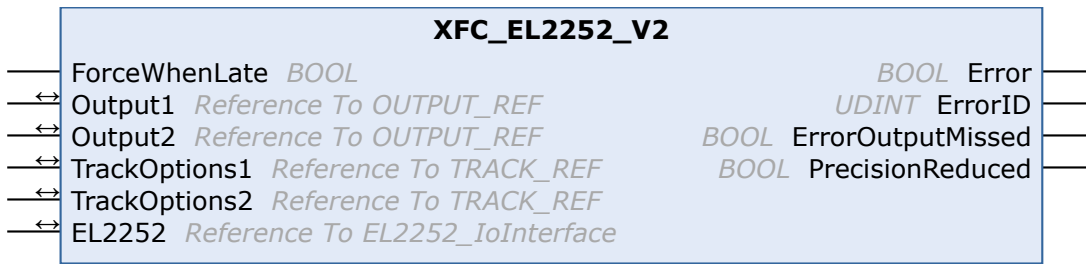 XFC_EL2252_V2
ForceWhenLate BOOL BOOL Error
Output1 Reference To OUTPUT_REF UDINT ErrorID
Output2 Reference To OUTPUT_REF BOOL ErrorOutputMissed
TrackOptions1 Reference To TRACK_REF BOOL PrecisionReduced
TrackOptions2 Reference To TRACK_REF
EL2252 Reference To EL2252_IoInterface